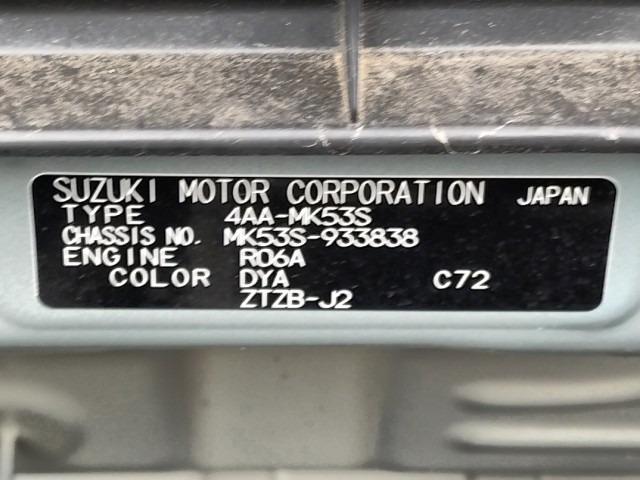 SUZUKI MOTOR CORPORATION JAPAN
TYPE 4AA-MK53S
CHASSIS NO. MK53S-933838
ENGINE R06A
COLOR DYA C72
ZTZB-J2